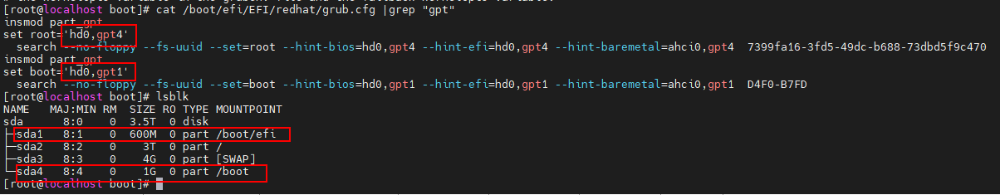 [root@localhost boot]# cat /boot/efi/EFI/redhat/grub.cfg |grep "gpt"
insmod part_gpt
set root='hd0,gpt4'
  search --no-floppy --fs-uuid --set=root --hint-bios=hd0,gpt4 --hint-efi=hd0,gpt4 --hint-baremetal=ahci0,gpt4  7399fa16-3fd5-49dc-b688-73dbd5f9c470
insmod part_gpt
set boot='hd0,gpt1'
  search --no-floppy --fs-uuid --set=boot --hint-bios=hd0,gpt1 --hint-efi=hd0,gpt1 --hint-baremetal=ahci0,gpt1  D4F0-B7FD
[root@localhost boot]# lsblk
NAME   MAJ:MIN RM  SIZE RO TYPE MOUNTPOINT
sda      8:0    0  3.5T  0 disk
├─sda1   8:1    0  600M  0 part /boot/efi
├─sda2   8:2    0    3T  0 part /
├─sda3   8:3    0    4G  0 part [SWAP]
└─sda4   8:4    0    1G  0 part /boot
[root@localhost boot]#